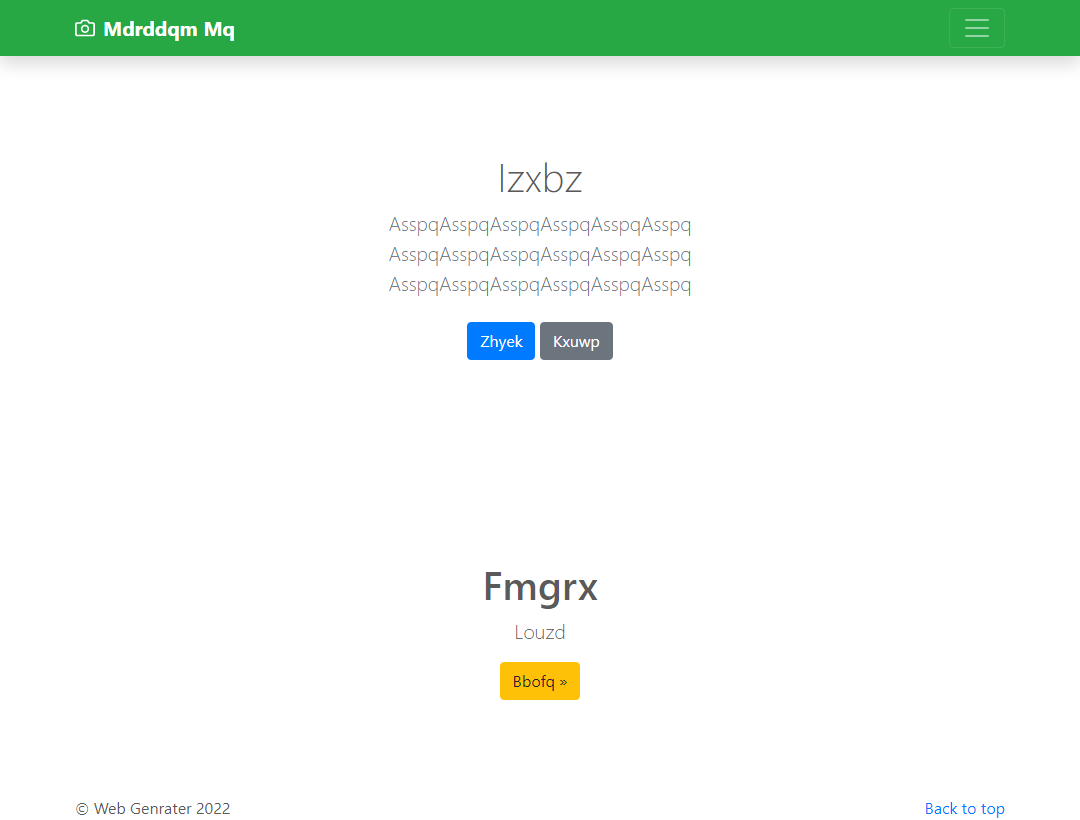 Mdrddqm Mq
Izxbz
AsspqAsspqAsspqAsspqAsspqAsspq
AsspqAsspqAsspqAsspqAsspqAsspq
AsspqAsspqAsspqAsspqAsspqAsspq
Zhyek Kxuwp
Fmgrx
Louzd
Bbofq »
© Web Genrater 2022 Back to top